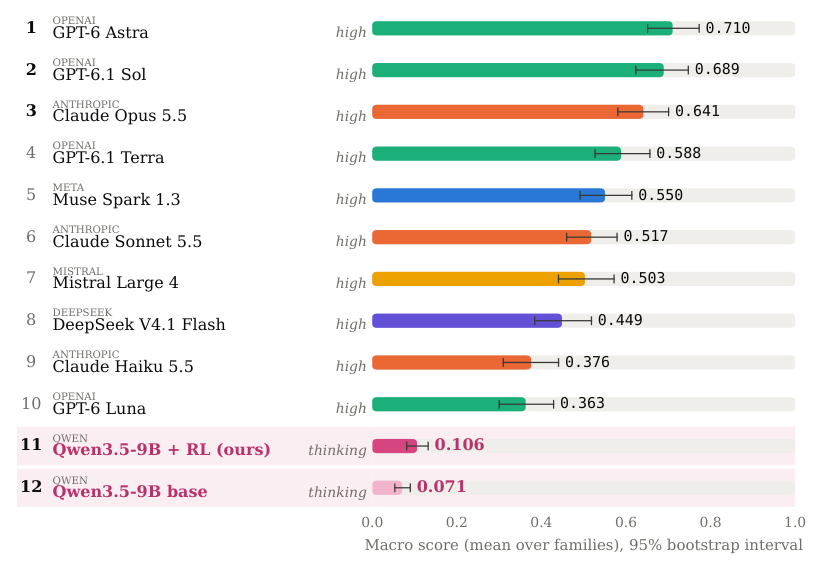 OPENAI
1 GPT-6 Astra high 0.710
OPENAI
2 GPT-6.1 Sol high 0.689
ANTHROPIC
3 Claude Opus 5.5 high 0.641
OPENAI
4 GPT-6.1 Terra high 0.588
META
5 Muse Spark 1.3 high 0.550
ANTHROPIC
6 Claude Sonnet 5.5 high 0.517
MISTRAL
7 Mistral Large 4 high 0.503
DEEPSEEK
8 DeepSeek V4.1 Flash high 0.449
ANTHROPIC
9 Claude Haiku 5.5 high 0.376
OPENAI
10 GPT-6 Luna high 0.363
QWEN
11 Qwen3.5-9B + RL (ours) thinking 0.106
QWEN
12 Qwen3.5-9B base thinking 0.071
0.0 0.2 0.4 0.6 0.8 1.0
Macro score (mean over families), 95% bootstrap interval